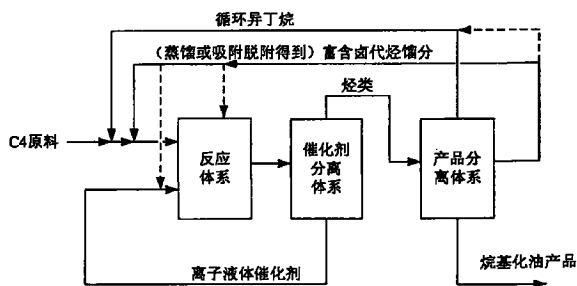 循环异丁烷
（蒸馏或吸附脱附得到）富含卤代烃馏分
烃类
C4原料
反应
体系
催化剂
分离
体系
产品分
离体系
离子液体催化剂
烷基化油产品